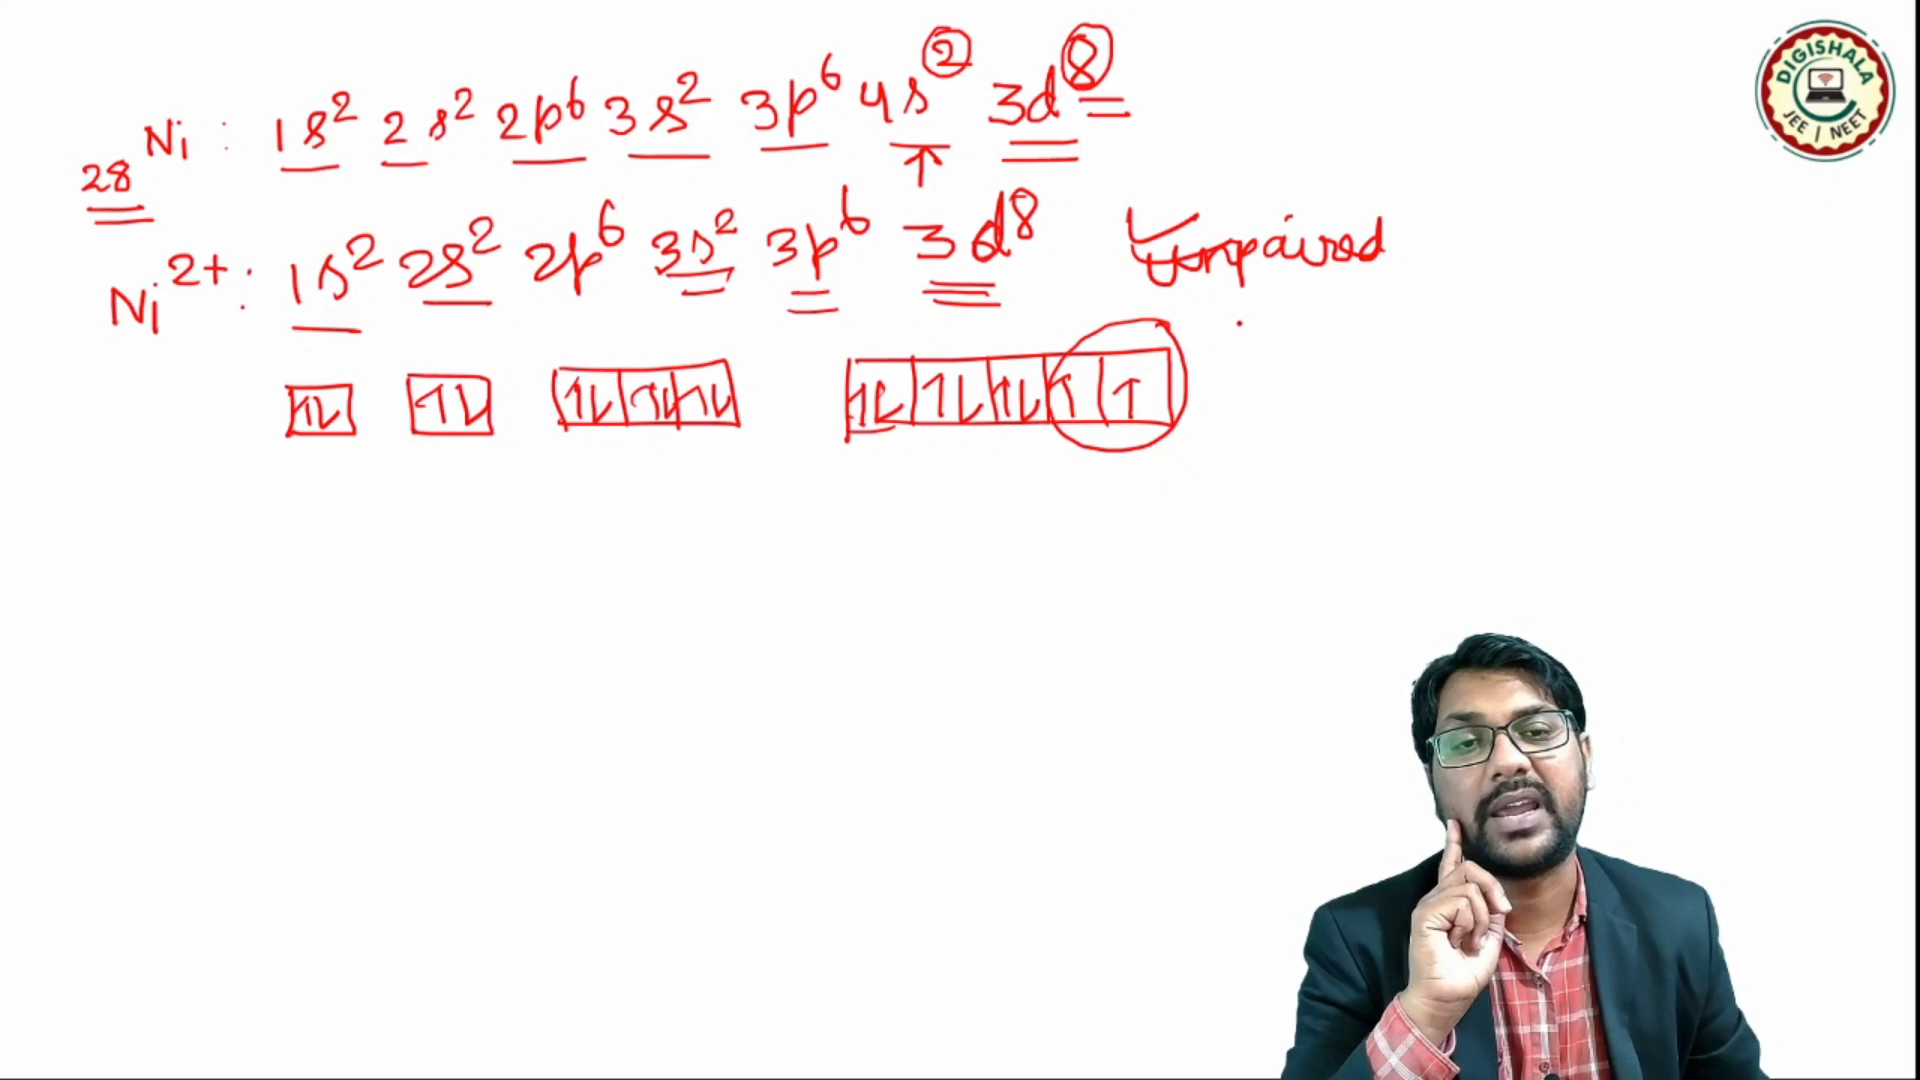 DIGISHALA
JEE | NEET
₂₈Ni : 1s² 2s² 2p⁶ 3s² 3p⁶ 4s² 3d⁸
Ni²⁺: 1s² 2s² 2p⁶ 3s² 3p⁶ 3d⁸ Unpaired